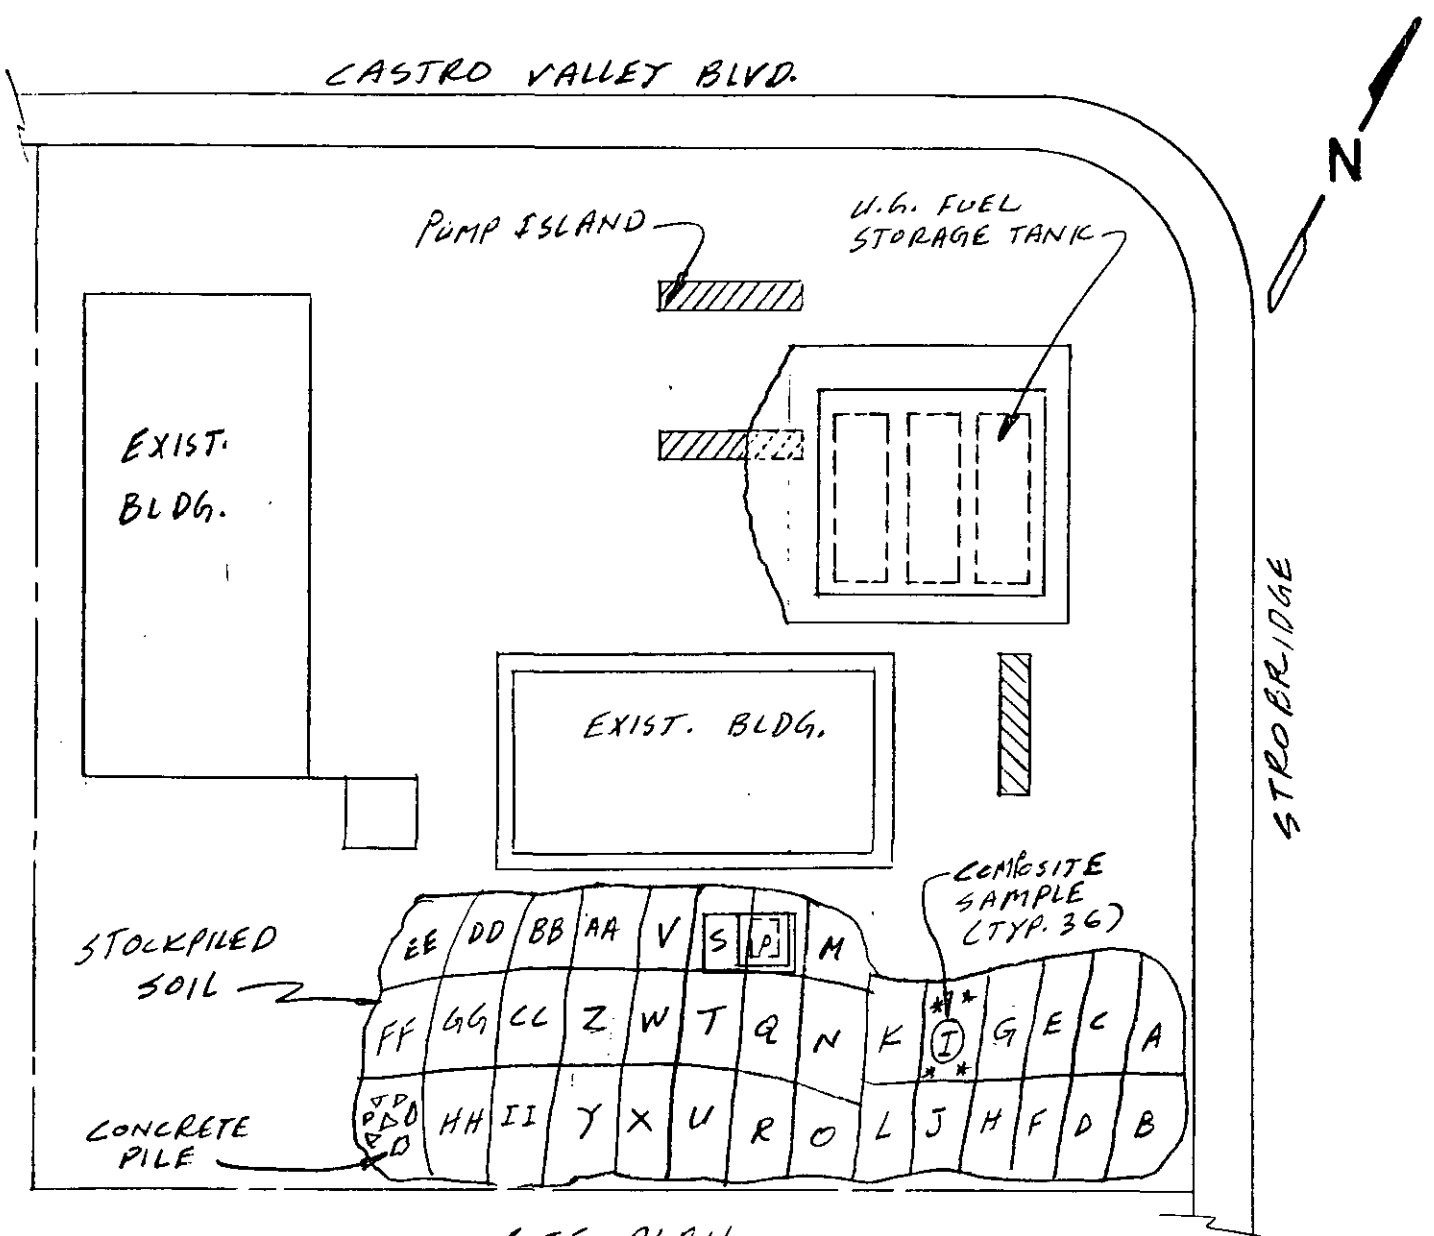 CASTRO VALLEY BLVD.
N
PUMP ISLAND
U.G. FUEL
STORAGE TANK
EXIST.
BLDG.
STROBRIDGE
EXIST. BLDG.
COMPOSITE
SAMPLE
(TYP. 36)
STOCKPILED
SOIL
EE DD BB AA V S P M
FF GG CC Z W T Q N K I G E C A
HH II Y X U R O L J H F D B
CONCRETE
PILE